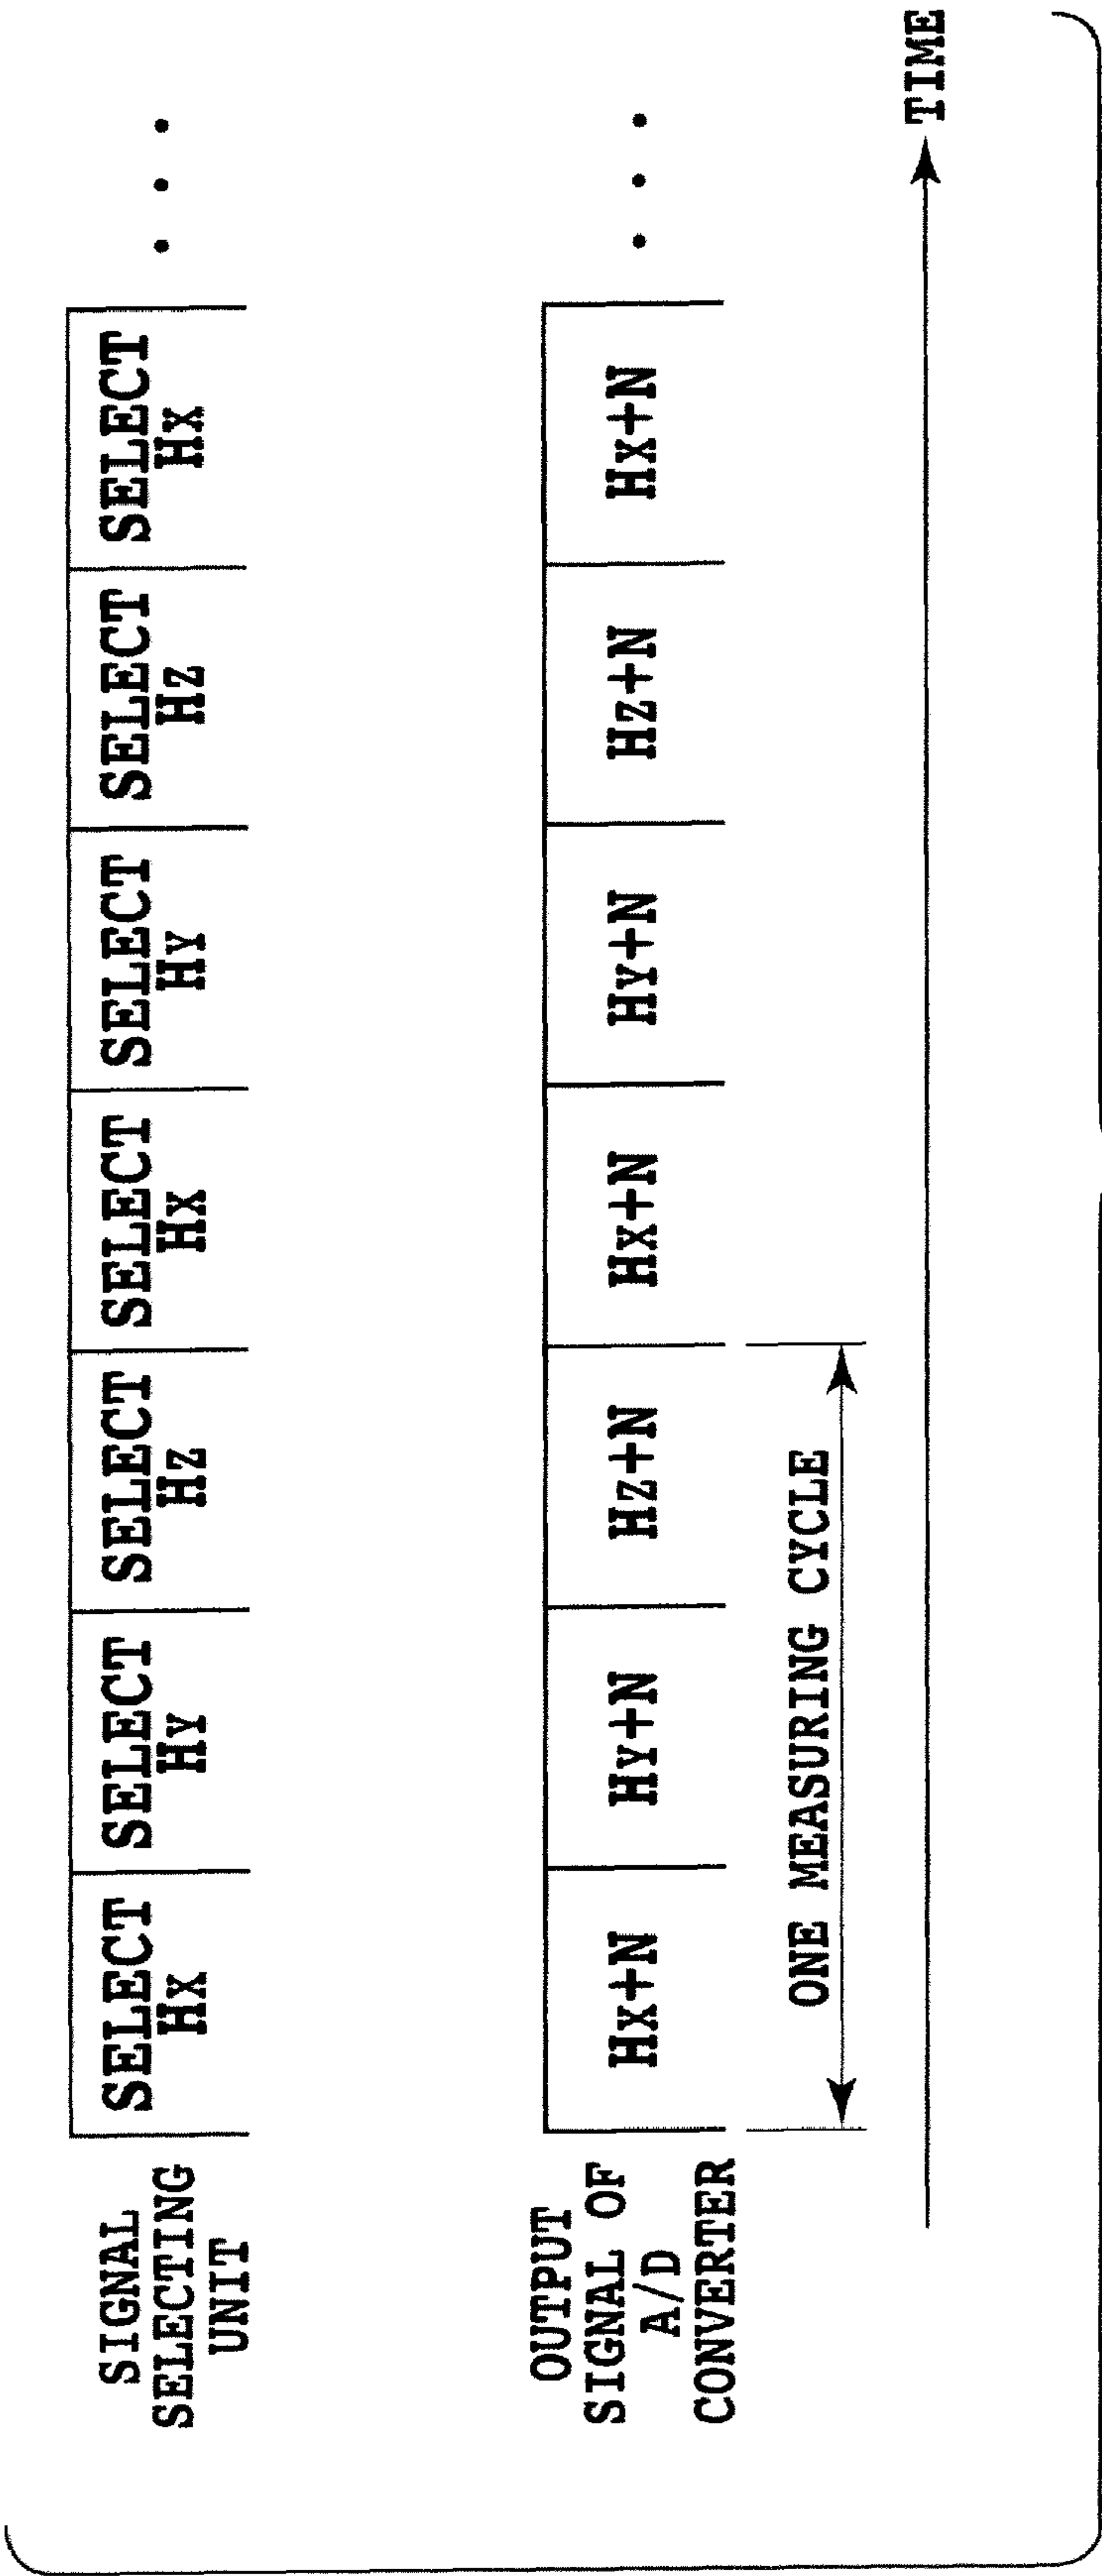 SIGNAL
SELECTING
UNIT
SELECT
Hx
SELECT
Hy
SELECT
Hz
SELECT
Hx
SELECT
Hy
SELECT
Hz
SELECT
Hx
• • •
OUTPUT
SIGNAL OF
A/D
CONVERTER
Hx+N
Hy+N
Hz+N
Hx+N
Hy+N
Hz+N
Hx+N
• • •
ONE MEASURING CYCLE
TIME